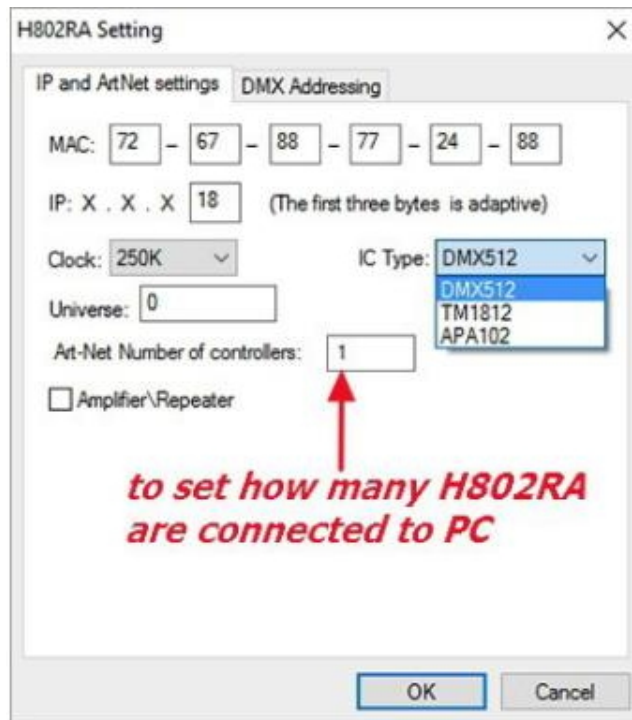 H802RA Setting
IP and ArtNet settings
DMX Addressing
MAC: 72 - 67 - 88 - 77 - 24 - 88
IP: X . X . X 18 (The first three bytes is adaptive)
Clock: 250K IC Type: DMX512
DMX512
TM1812
APA102
Universe: 0
Art-Net Number of controllers: 1
Amplifier\Repeater
to set how many H802RA
are connected to PC
OK Cancel